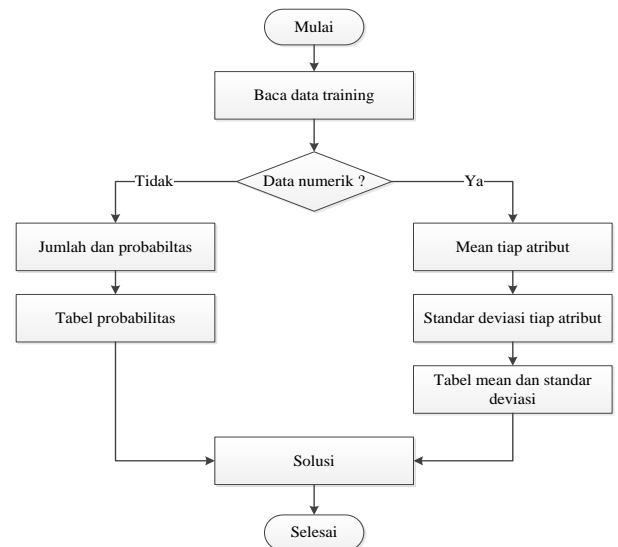 Mulai
Baca data training
Data numerik ?
Tidak
Ya
Jumlah dan probabiltas
Mean tiap atribut
Tabel probabilitas
Standar deviasi tiap atribut
Tabel mean dan standar
deviasi
Solusi
Selesai